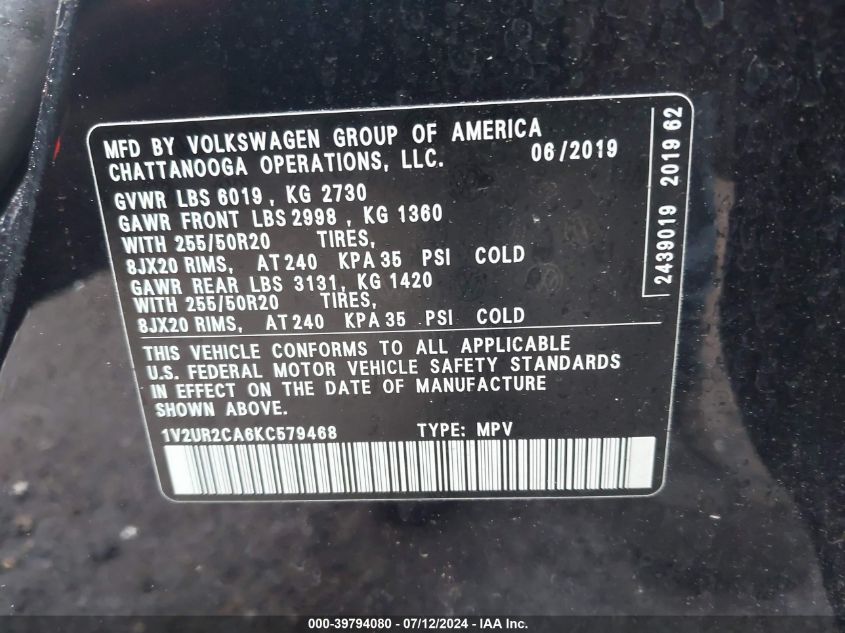 MFD BY VOLKSWAGEN GROUP OF AMERICA
CHATTANOOGA OPERATIONS, LLC. 06/2019
GVWR LBS 6019, KG 2730
GAWR FRONT LBS 2998, KG 1360
WITH 255/50R20 TIRES,
8JX20 RIMS, AT 240 KPA 35 PSI COLD
GAWR REAR LBS 3131, KG 1420
WITH 255/50R20 TIRES,
8JX20 RIMS, AT 240 KPA 35 PSI COLD
THIS VEHICLE CONFORMS TO ALL APPLICABLE
U.S. FEDERAL MOTOR VEHICLE SAFETY STANDARDS
IN EFFECT ON THE DATE OF MANUFACTURE
SHOWN ABOVE.
1V2UR2CA6KC579468 TYPE: MPV
2439019 2019 62
000-39794080 - 07/12/2024 - IAA Inc.